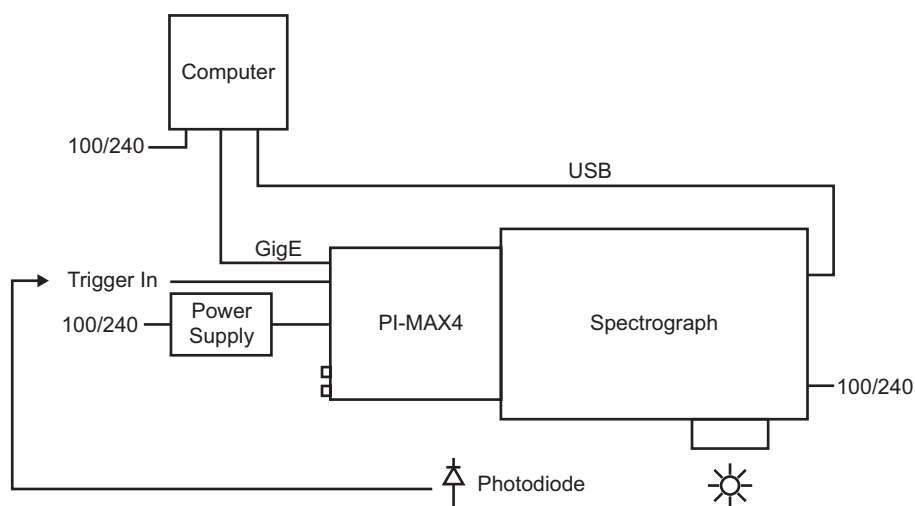 Computer
100/240
USB
GigE
Trigger In
100/240
Power
Supply
PI-MAX4
Spectrograph
100/240
Photodiode